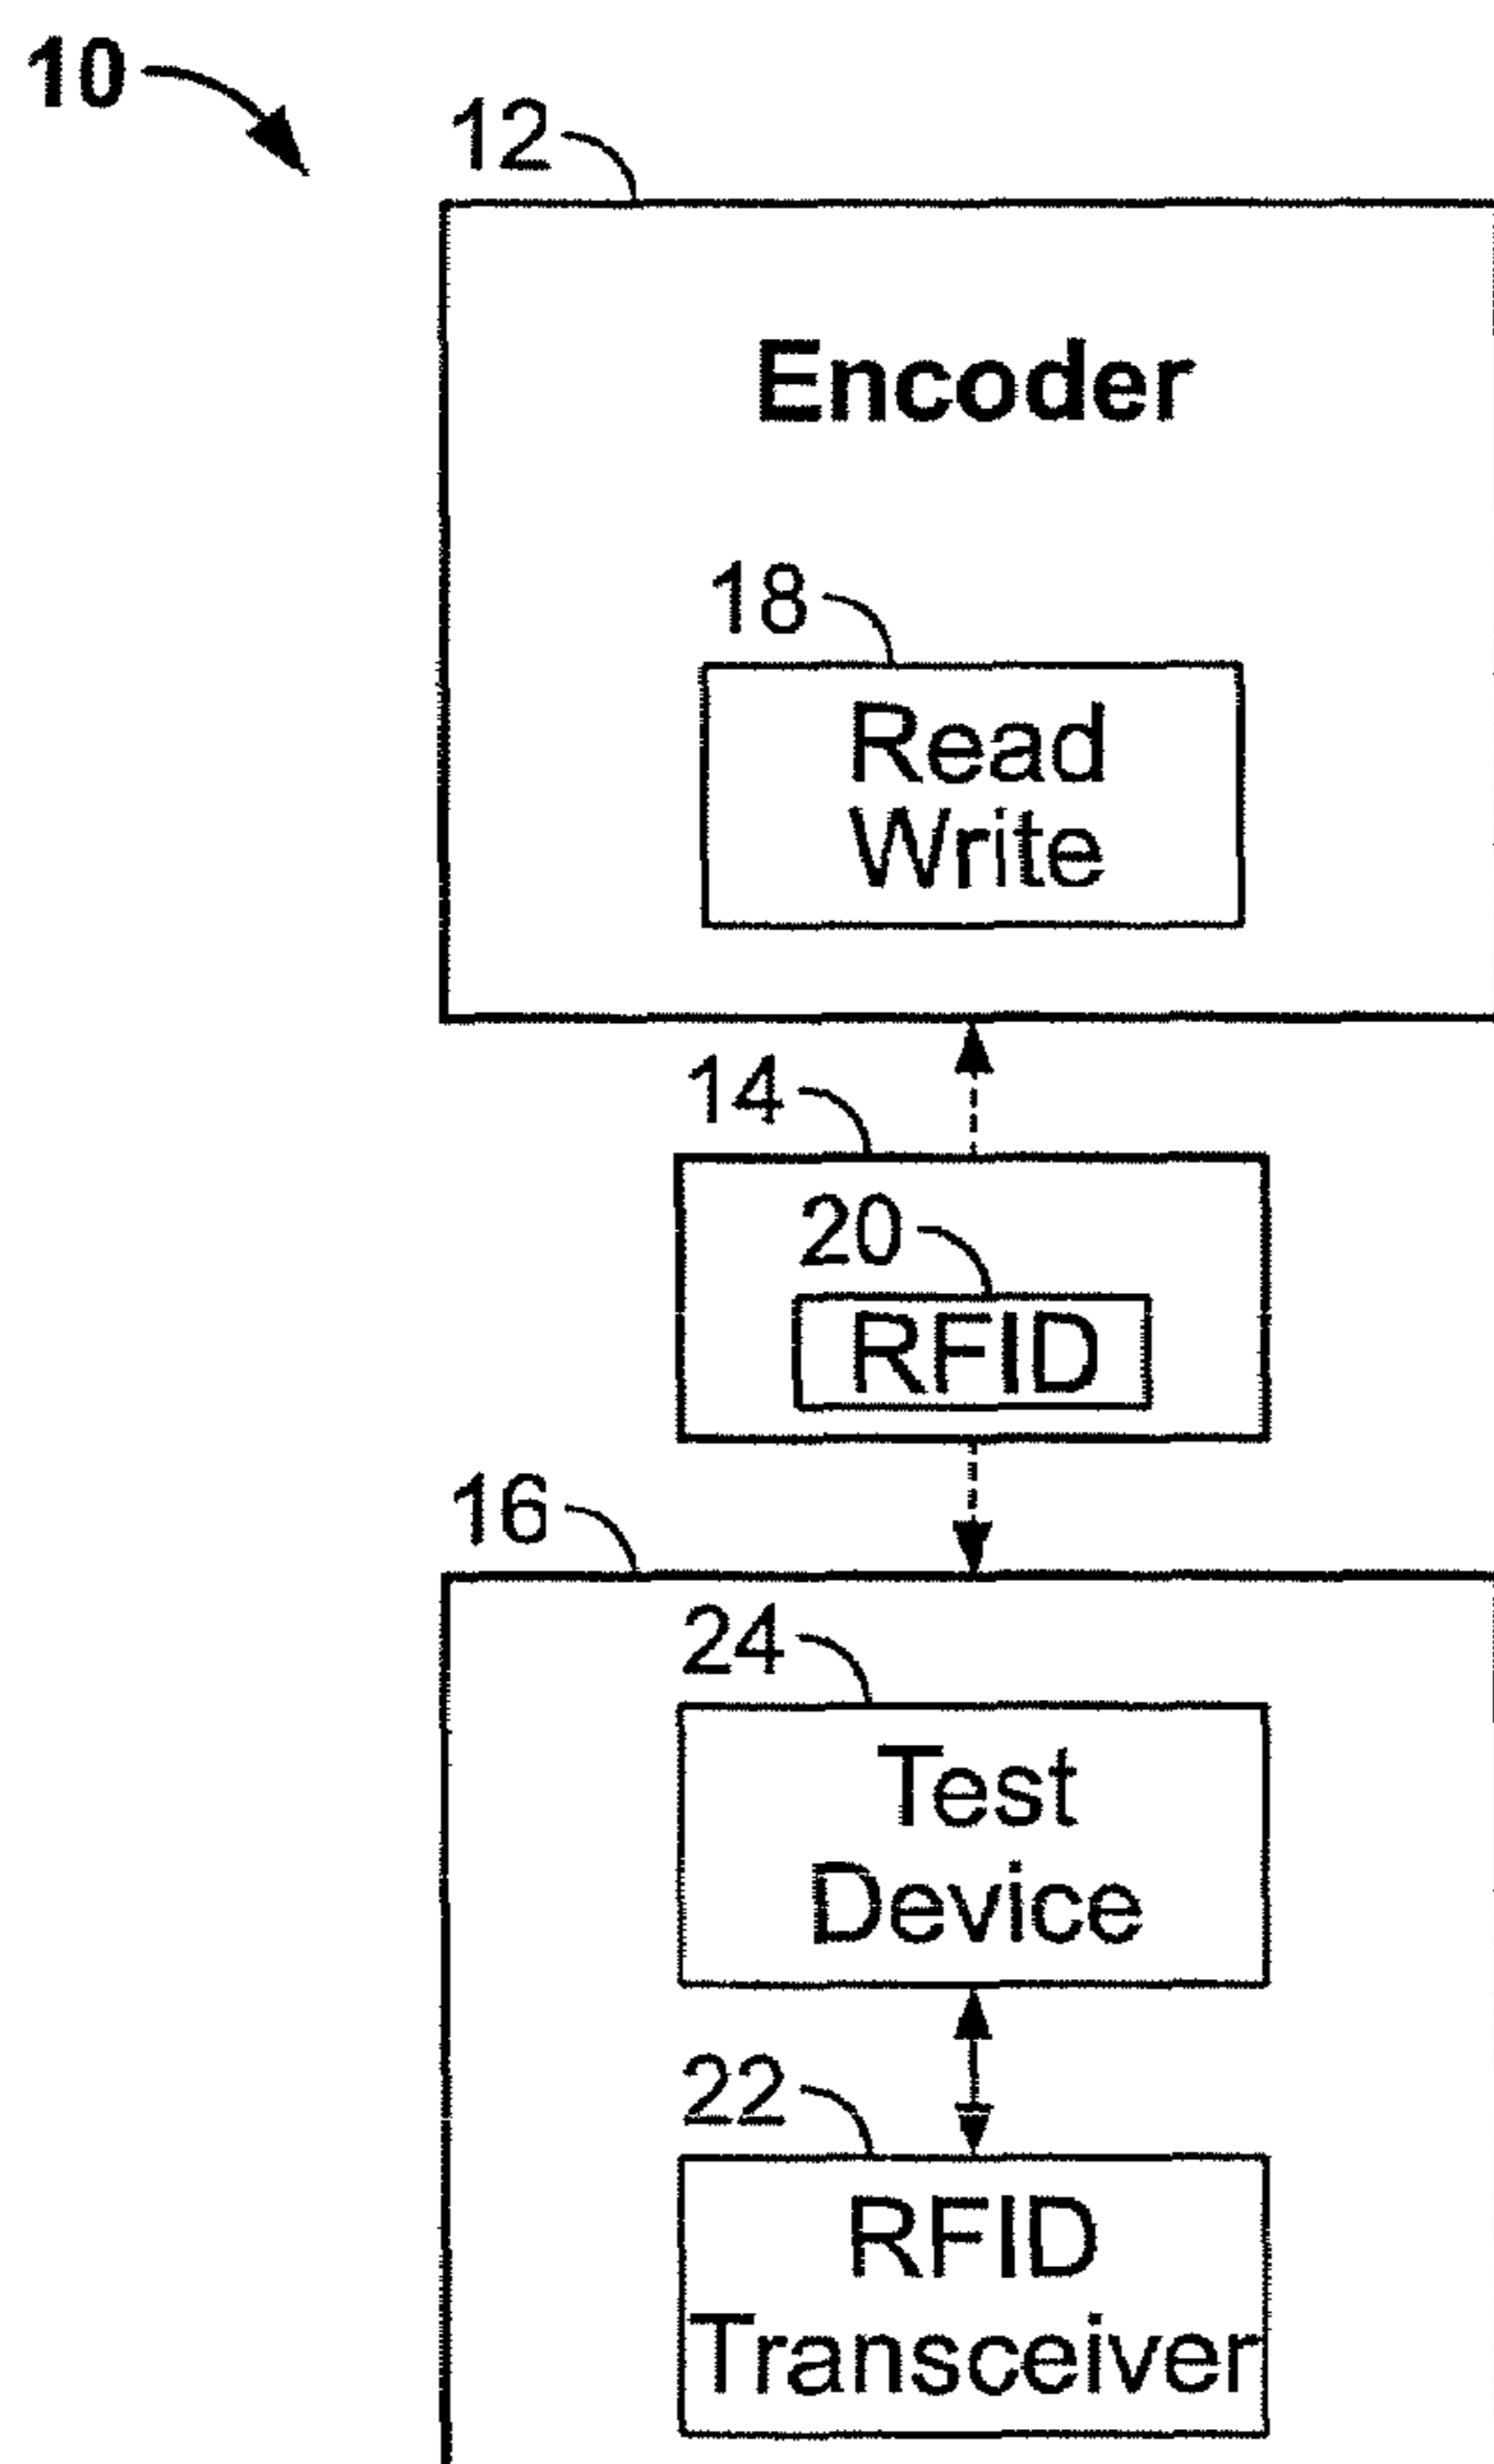 10
12
Encoder
18
Read
Write
14
20
RFID
16
24
Test
Device
22
RFID
Transceiver